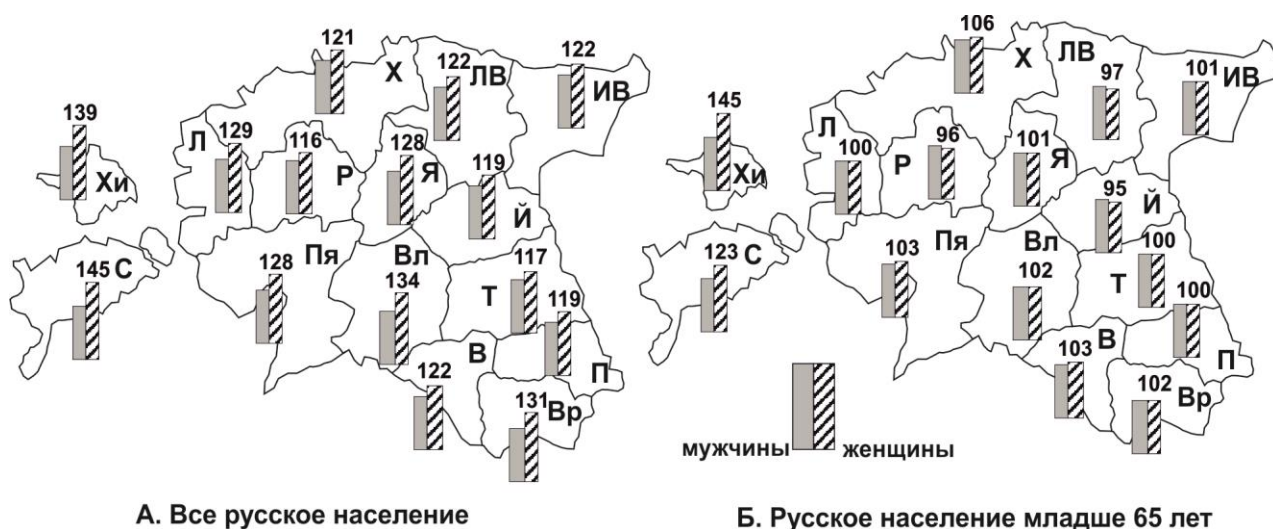 121
Х
122
ЛВ
122
ИВ
139
Хи
Л
129
116
Р
128
Я
119
Й
145
С
Пя
128
Вл
134
Т
117
119
П
В
122
131
Вр
А. Все русское население
106
Х
ЛВ
97
101
ИВ
145
Хи
Л
100
96
Р
101
Я
95
Й
123
С
Пя
103
Вл
102
Т
100
100
П
В
103
102
Вр
мужчины
женщины
Б. Русское население младше 65 лет